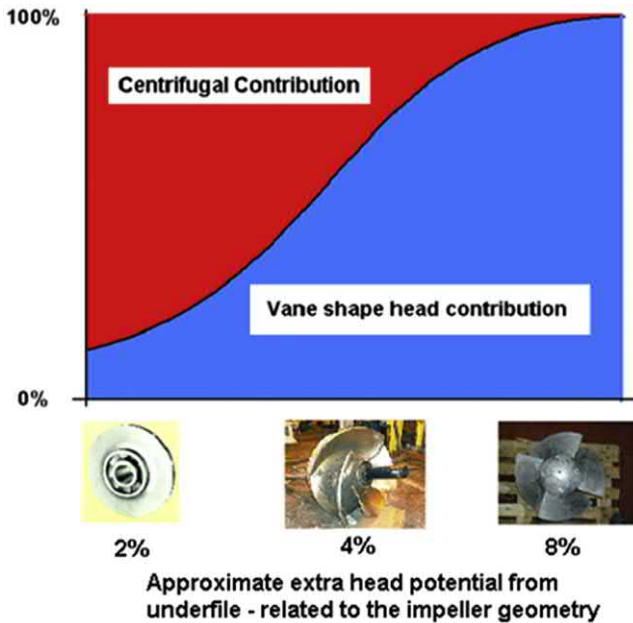 100%
Centrifugal Contribution
Vane shape head contribution
0%
2%
4%
8%
Approximate extra head potential from
underfile - related to the impeller geometry